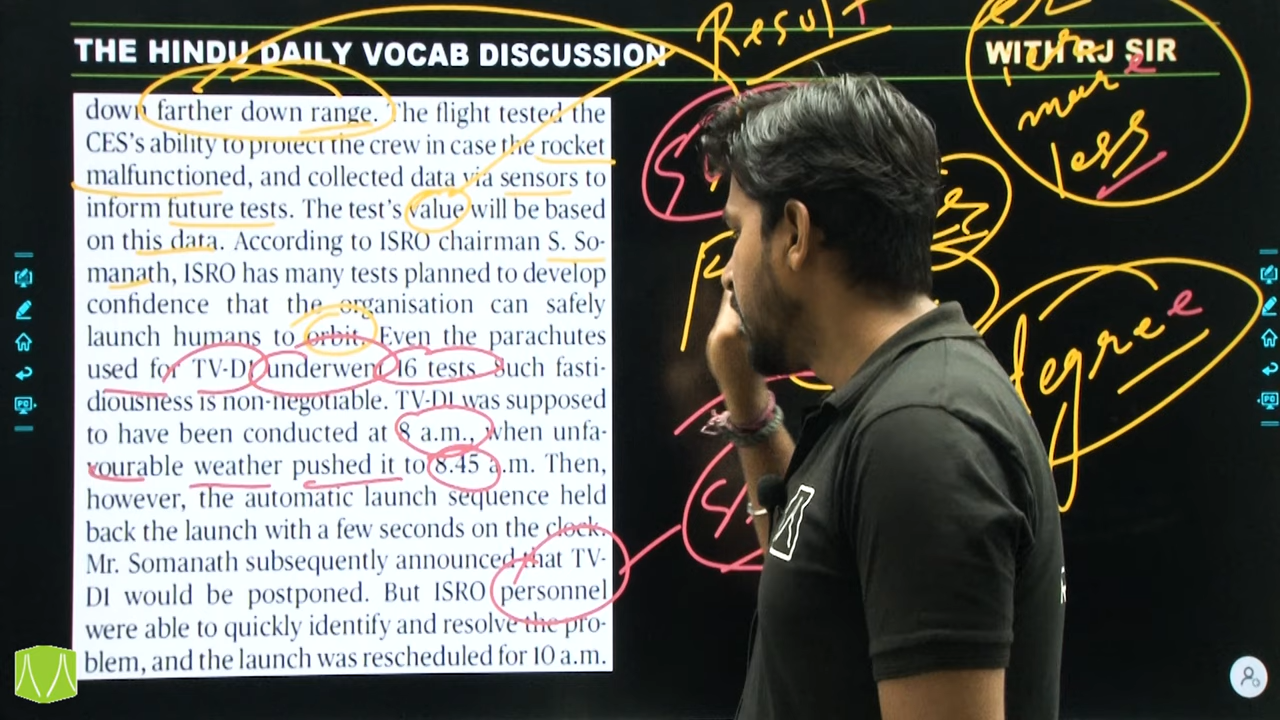 THE HINDU DAILY VOCAB DISCUSSION
WITH RJ SIR
down farther down range. The flight tested the
CES's ability to protect the crew in case the rocket
malfunctioned, and collected data via sensors to
inform future tests. The test's value will be based
on this data. According to ISRO chairman S. So-
manath, ISRO has many tests planned to develop
confidence that the organisation can safely
launch humans to orbit. Even the parachutes
used for TV-D1 underwent 16 tests. Such fasti-
diousness is non-negotiable. TV-D1 was supposed
to have been conducted at 8 a.m., when unfa-
vourable weather pushed it to 8.45 a.m. Then,
however, the automatic launch sequence held
back the launch with a few seconds on the clock.
Mr. Somanath subsequently announced that TV-
D1 would be postponed. But ISRO personnel
were able to quickly identify and resolve the pro-
blem, and the launch was rescheduled for 10 a.m.
Result
more
less
degree